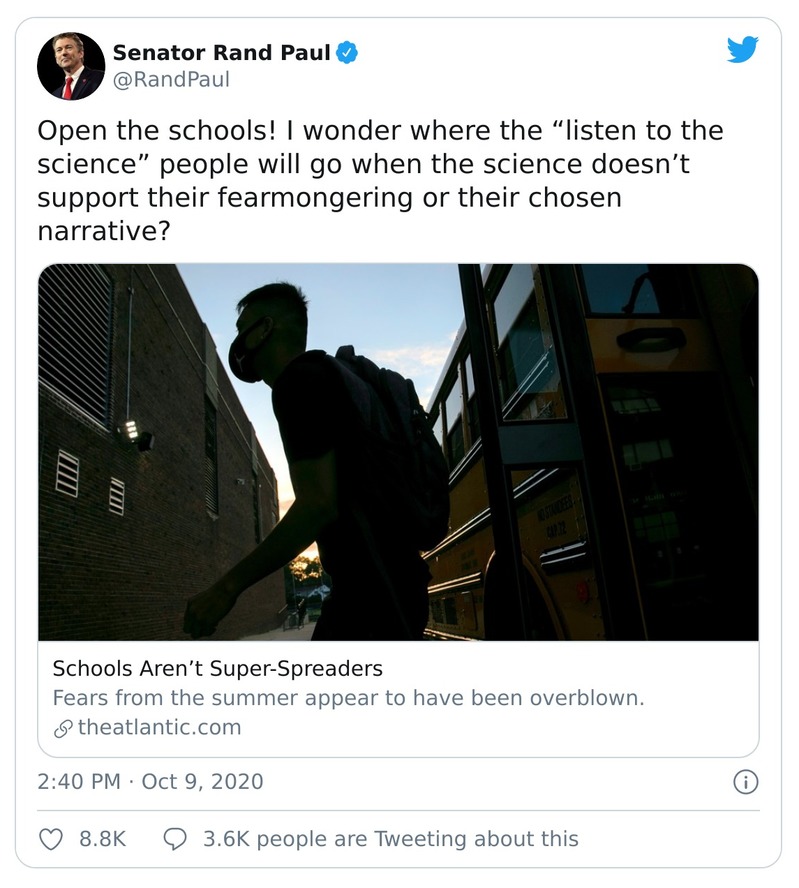 Senator Rand Paul
@RandPaul
Open the schools! I wonder where the “listen to the
science” people will go when the science doesn’t
support their fearmongering or their chosen
narrative?
Schools Aren’t Super-Spreaders
Fears from the summer appear to have been overblown.
theatlantic.com
2:40 PM · Oct 9, 2020
8.8K
3.6K people are Tweeting about this